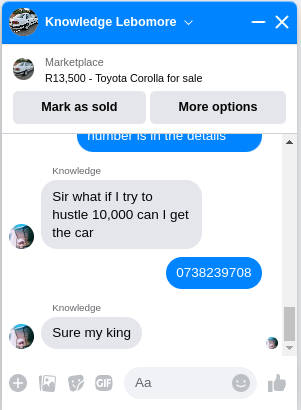 Knowledge Lebomore
Marketplace
R13,500 - Toyota Corolla for sale
Mark as sold
More options
number is in the details
Knowledge
Sir what if I try to
hustle 10,000 can I get
the car
0738239708
Knowledge
Sure my king
GIF
Aa